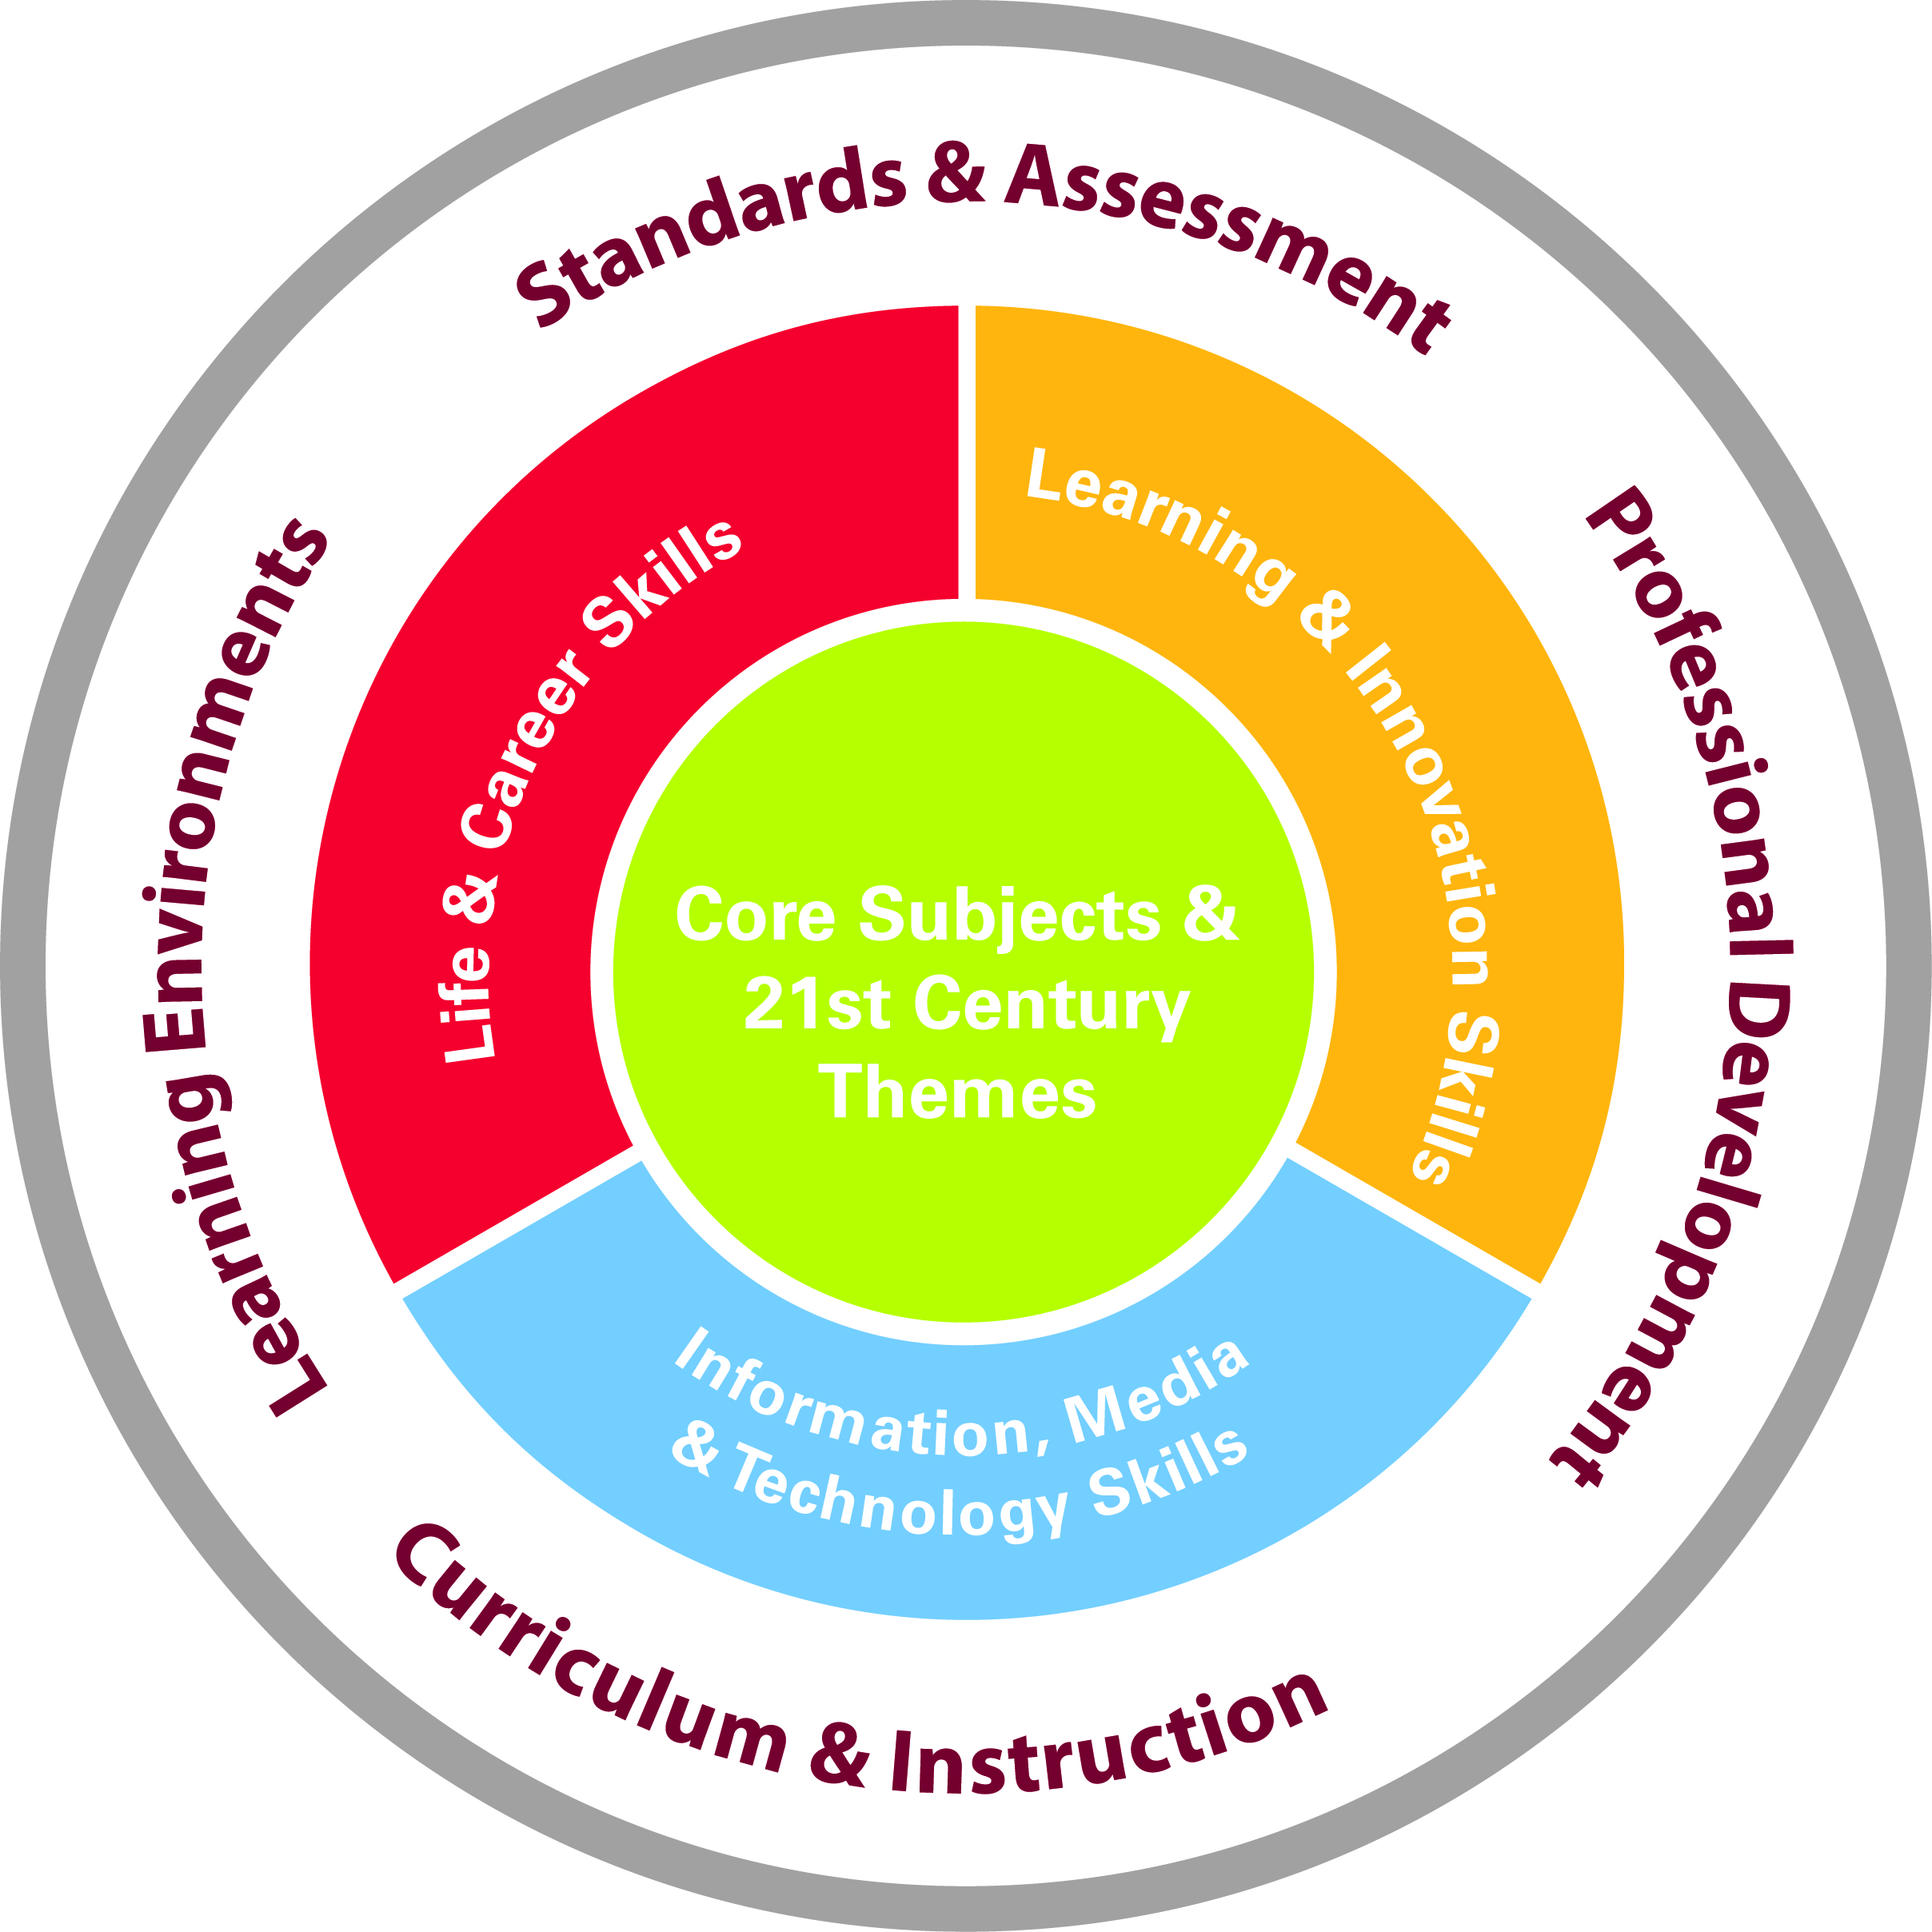 Standards & Assessment
Learning Environments
Professional Development
Life & Career Skills
Learning & Innovation Skills
Core Subjects &
21st Century
Themes
Information, Media
& Technology Skills
Curriculum & Instruction